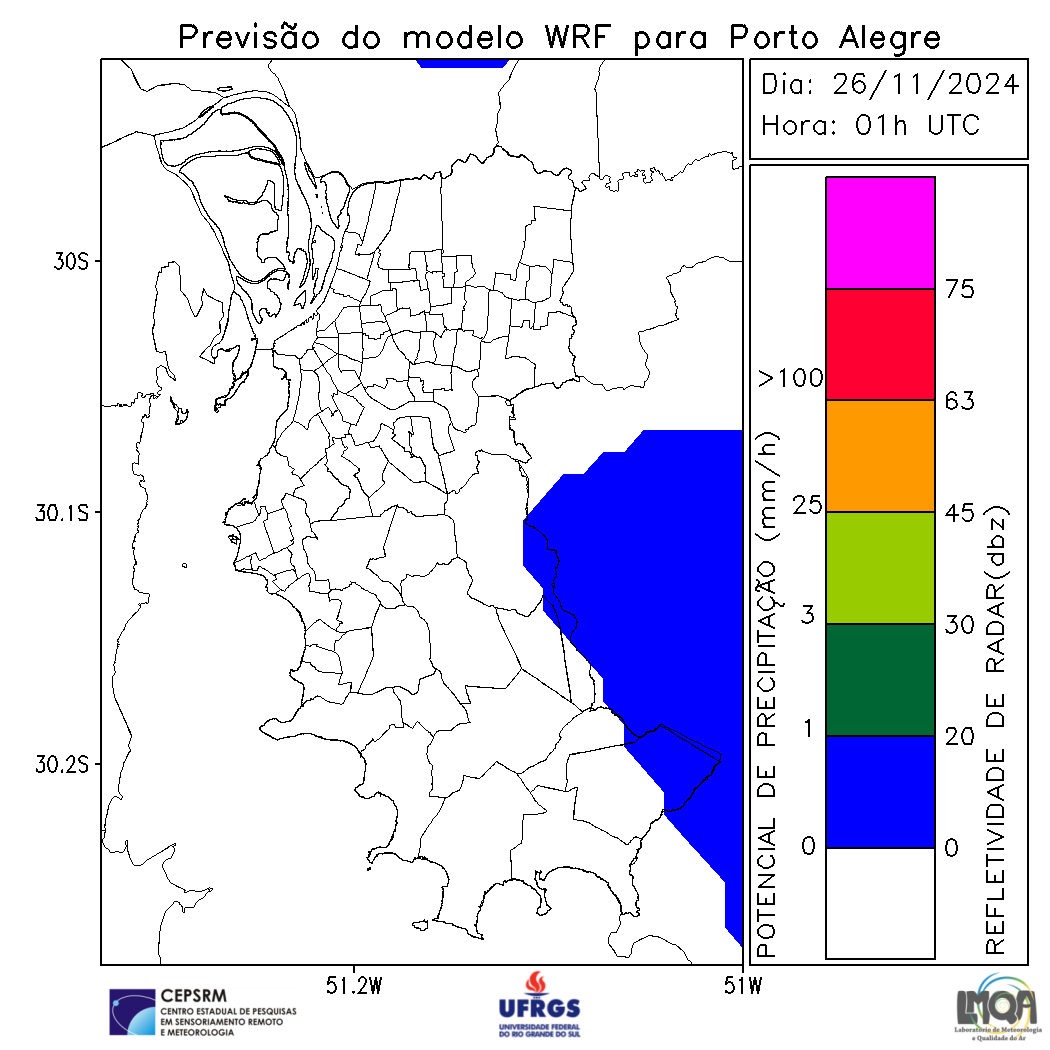 Previsão do modelo WRF para Porto Alegre
Dia: 26/11/2024
Hora: 01h UTC
30S
30.1S
30.2S
51.2W
51W
POTENCIAL DE PRECIPITAÇÃO (mm/h)
>100
25
3
1
0
75
63
45
30
20
0
REFLETIVIDADE DE RADAR(dbz)
CEPSRM
CENTRO ESTADUAL DE PESQUISAS
EM SENSORIAMENTO REMOTO
E METEOROLOGIA
UFRGS
UNIVERSIDADE FEDERAL
DO RIO GRANDE DO SUL
LMQA
Laboratório de Meteorologia
e Qualidade do Ar